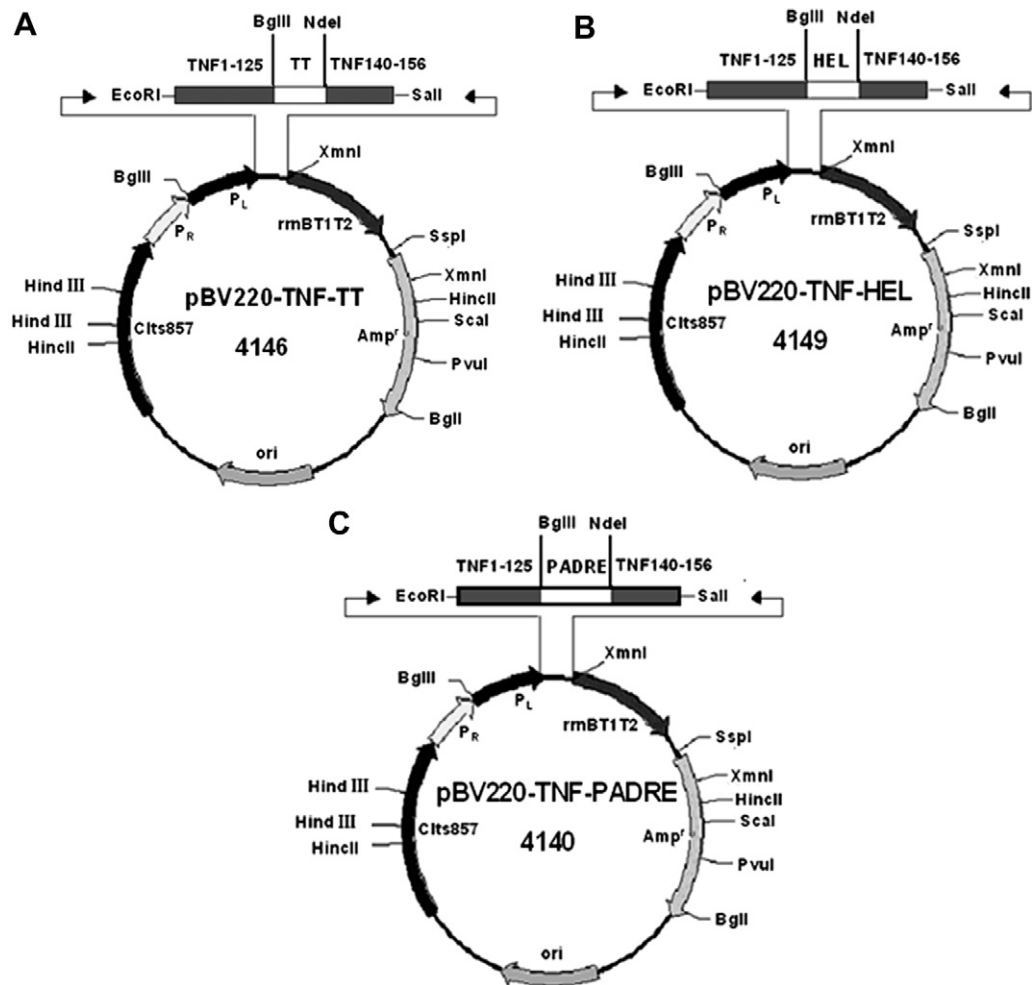 A
BglII NdeI
TNF1-125 TT TNF140-156
EcoRI SalI
XmnI
BglII
PL
PR
rrnBT1T2
SspI
XmnI
HincII
ScaI
Ampr
PvuI
BglI
Hind III
Hind III
HincII
CIts857
pBV220-TNF-TT
4146
ori
B
BglII NdeI
TNF1-125 HEL TNF140-156
EcoRI SalI
XmnI
BglII
PL
PR
rrnBT1T2
SspI
XmnI
HincII
ScaI
Ampr
PvuI
BglI
Hind III
Hind III
HincII
CIts857
pBV220-TNF-HEL
4149
ori
C
BglII NdeI
TNF1-125 PADRE TNF140-156
EcoRI SalI
XmnI
BglII
PL
PR
rrnBT1T2
SspI
XmnI
HincII
ScaI
Ampr
PvuI
BglI
Hind III
Hind III
HincII
CIts857
pBV220-TNF-PADRE
4140
ori